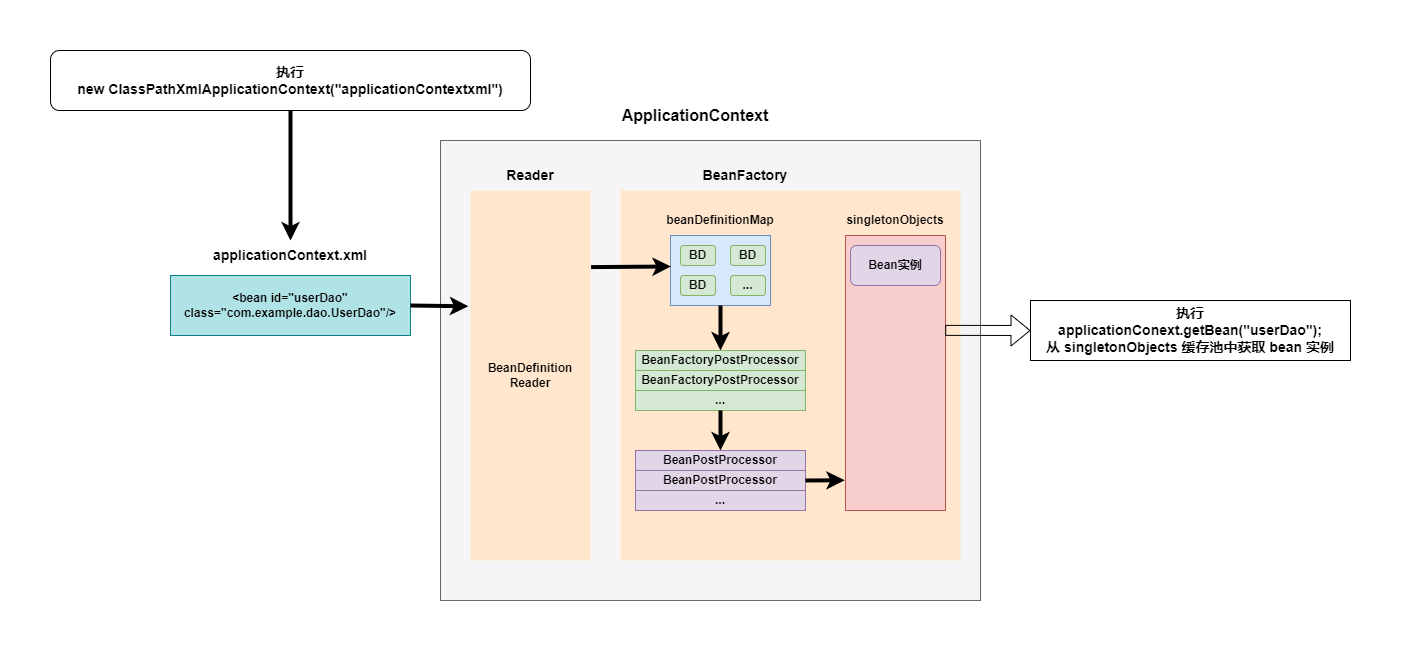 执行
new ClassPathXmlApplicationContext("applicationContextxml")
ApplicationContext
Reader
BeanFactory
beanDefinitionMap
singletonObjects
BD
BD
BD
...
Bean实例
applicationContext.xml
<bean id="userDao"
class="com.example.dao.UserDao"/>
BeanDefinition
Reader
BeanFactoryPostProcessor
BeanFactoryPostProcessor
...
BeanPostProcessor
BeanPostProcessor
...
执行
applicationConext.getBean("userDao");
从 singletonObjects 缓存池中获取 bean 实例